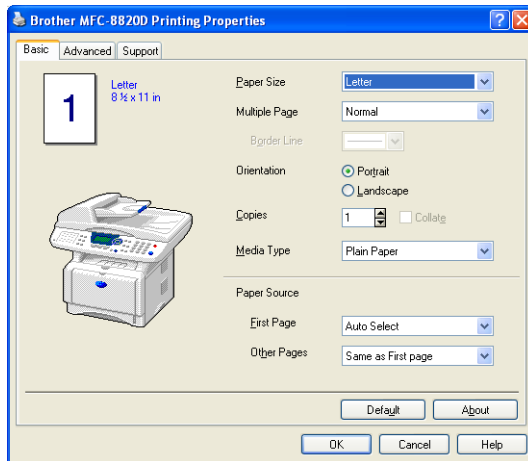 Brother MFC-8820D Printing Properties
Basic Advanced Support
1
Letter
8 ½ x 11 in
Paper Size Letter
Multiple Page Normal
Border Line
Orientation Portrait
Landscape
Copies 1 Collate
Media Type Plain Paper
Paper Source
First Page Auto Select
Other Pages Same as First page
Default About
OK Cancel Help